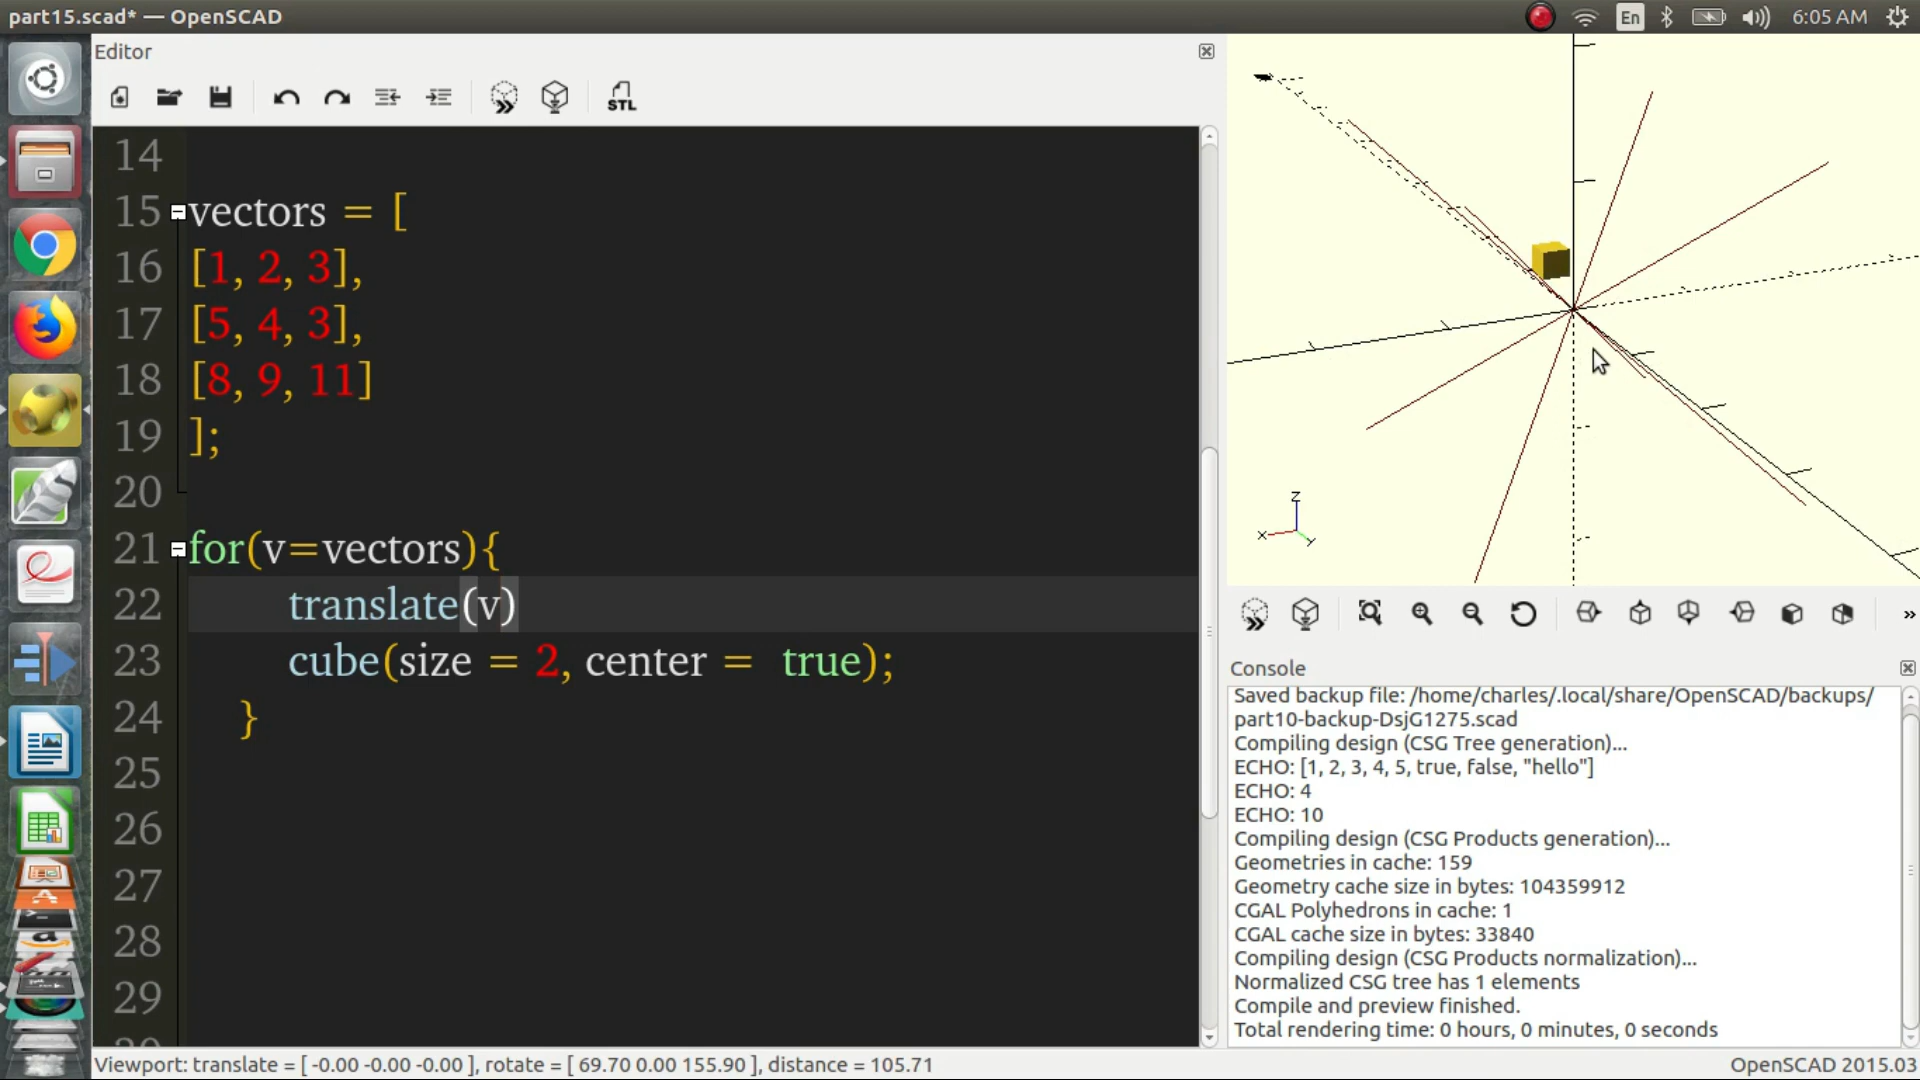 part15.scad* — OpenSCAD
En
6:05 AM
Editor
STL
14
15 vectors = [
16 [1, 2, 3],
17 [5, 4, 3],
18 [8, 9, 11]
19 ];
20
21 for(v=vectors){
22 translate(v)
23 cube(size = 2, center = true);
24 }
25
26
27
28
29
z
x
y
Console
Saved backup file: /home/charles/.local/share/OpenSCAD/backups/
part10-backup-DsjG1275.scad
Compiling design (CSG Tree generation)...
ECHO: [1, 2, 3, 4, 5, true, false, "hello"]
ECHO: 4
ECHO: 10
Compiling design (CSG Products generation)...
Geometries in cache: 159
Geometry cache size in bytes: 104359912
CGAL Polyhedrons in cache: 1
CGAL cache size in bytes: 33840
Compiling design (CSG Products normalization)...
Normalized CSG tree has 1 elements
Compile and preview finished.
Total rendering time: 0 hours, 0 minutes, 0 seconds
Viewport: translate = [ -0.00 -0.00 -0.00 ], rotate = [ 69.70 0.00 155.90 ], distance = 105.71
OpenSCAD 2015.03